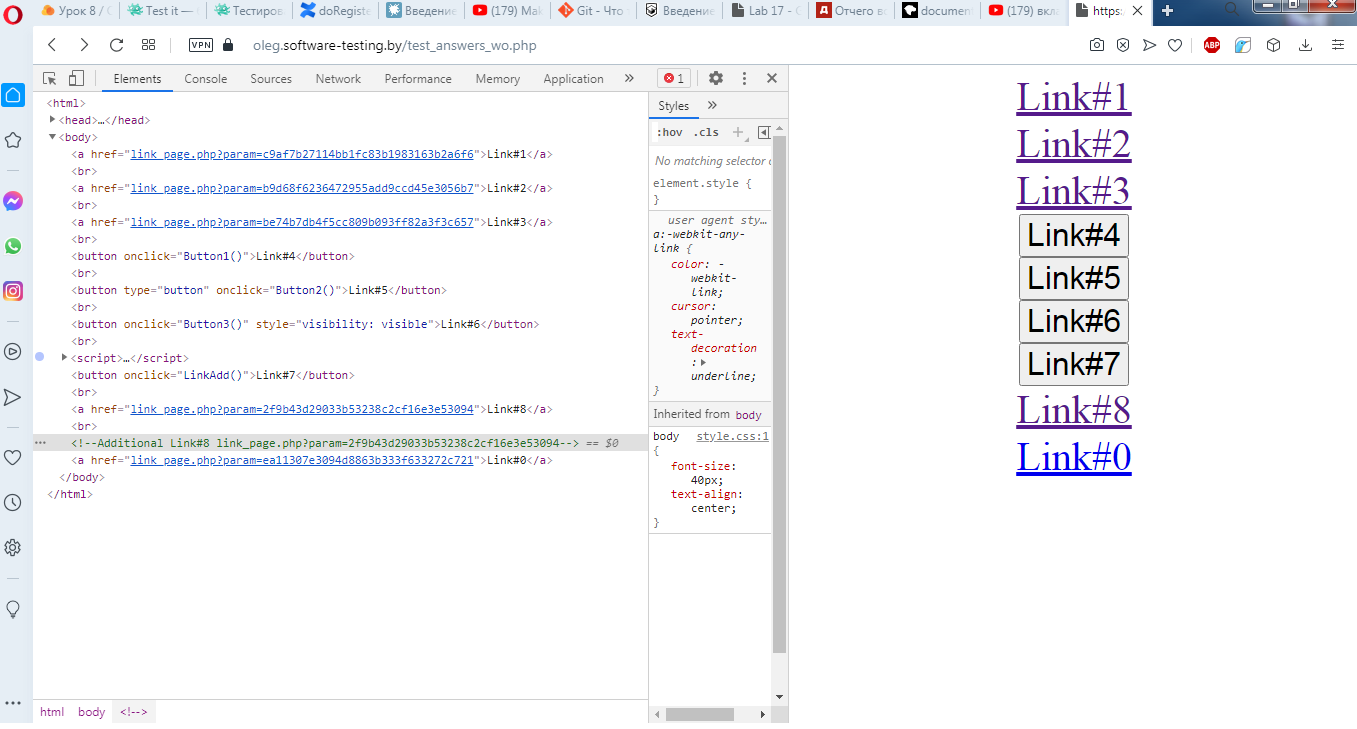 Урок 8 /
Test it —
Тестиров
doRegiste
Введение
(179) Mak
Git - Что
Введение
Lab 17 -
Отчего в
documen
(179) вкл
https:
VPN
oleg.software-testing.by/test_answers_wo.php
ABP
Elements Console Sources Network Performance Memory Application » 1
<html>
<head>…</head>
<body>
<a href="link_page.php?param=c9af7b27114bb1fc83b1983163b2a6f6">Link#1</a>
<br>
<a href="link_page.php?param=b9d68f6236472955add9ccd45e3056b7">Link#2</a>
<br>
<a href="link_page.php?param=be74b7db4f5cc809b093ff82a3f3c657">Link#3</a>
<br>
<button onclick="Button1()">Link#4</button>
<br>
<button type="button" onclick="Button2()">Link#5</button>
<br>
<button onclick="Button3()" style="visibility: visible">Link#6</button>
<br>
<script>…</script>
<button onclick="LinkAdd()">Link#7</button>
<br>
<a href="link_page.php?param=2f9b43d29033b53238c2cf16e3e53094">Link#8</a>
<br>
<!--Additional Link#8 link_page.php?param=2f9b43d29033b53238c2cf16e3e53094--> == $0
<a href="link_page.php?param=ea11307e3094d8863b333f633272c721">Link#0</a>
</body>
</html>
html body <!-->
Styles »
:hov .cls +
No matching selector
element.style {
}
user agent sty…
a:-webkit-any-
link {
color: -
webkit-
link;
cursor:
pointer;
text-
decoration
:
underline;
}
Inherited from body
body style.css:1
{
font-size:
40px;
text-align:
center;
}
Link#1
Link#2
Link#3
Link#4
Link#5
Link#6
Link#7
Link#8
Link#0